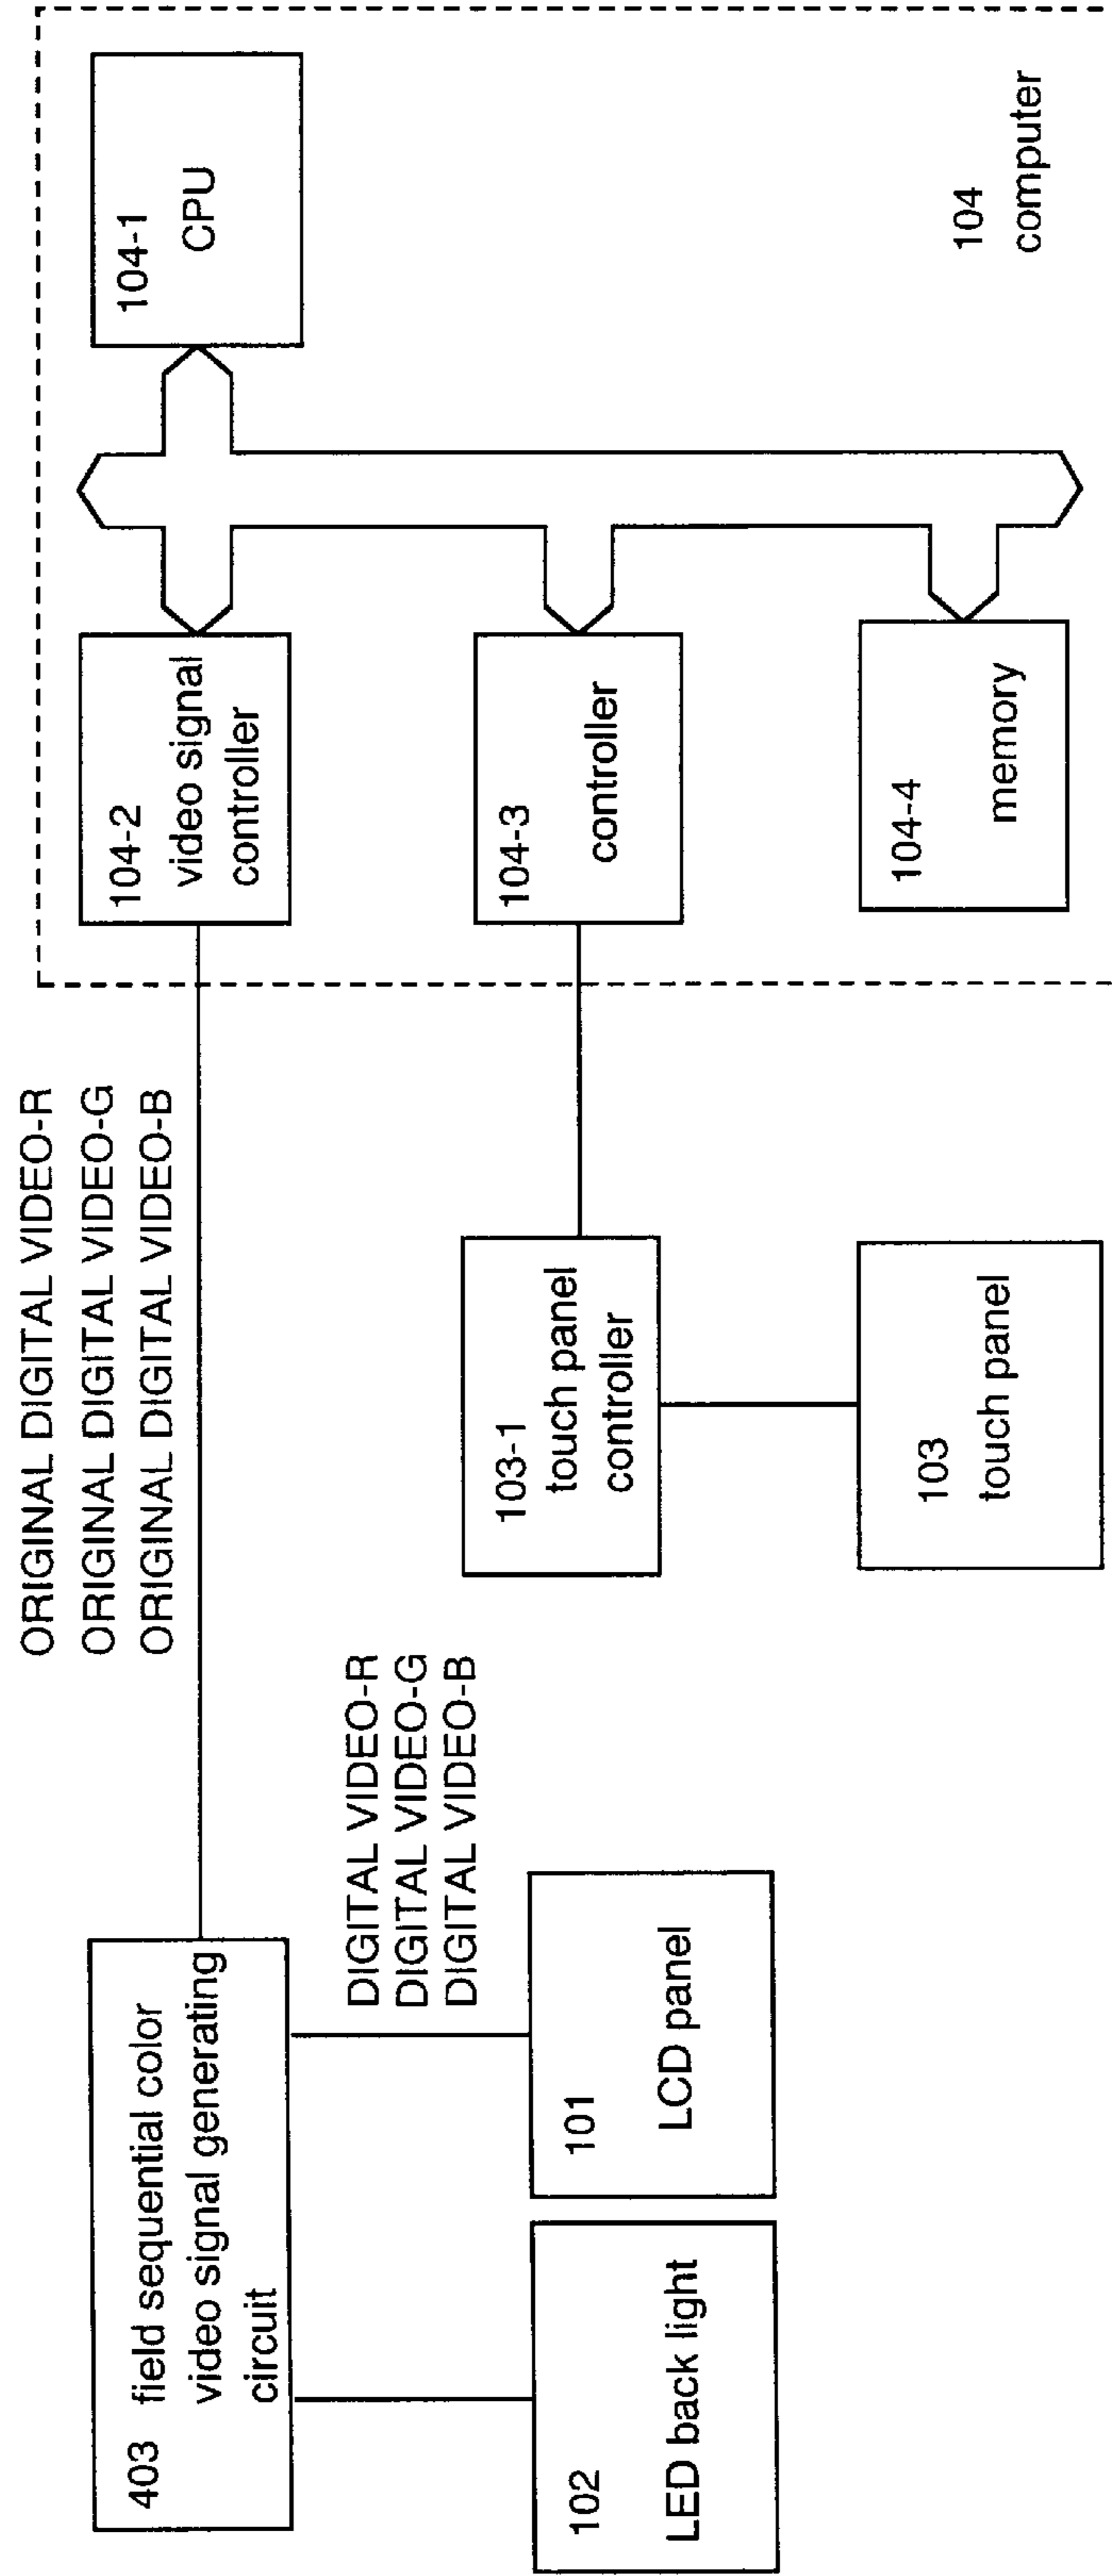 403 field sequential color
video signal generating
circuit
102
LED back light
101
LCD panel
DIGITAL VIDEO-R
DIGITAL VIDEO-G
DIGITAL VIDEO-B
ORIGINAL DIGITAL VIDEO-R
ORIGINAL DIGITAL VIDEO-G
ORIGINAL DIGITAL VIDEO-B
103-1
touch panel
controller
103
touch panel
104-2
video signal
controller
104-3
controller
104-4
memory
104-1
CPU
104
computer